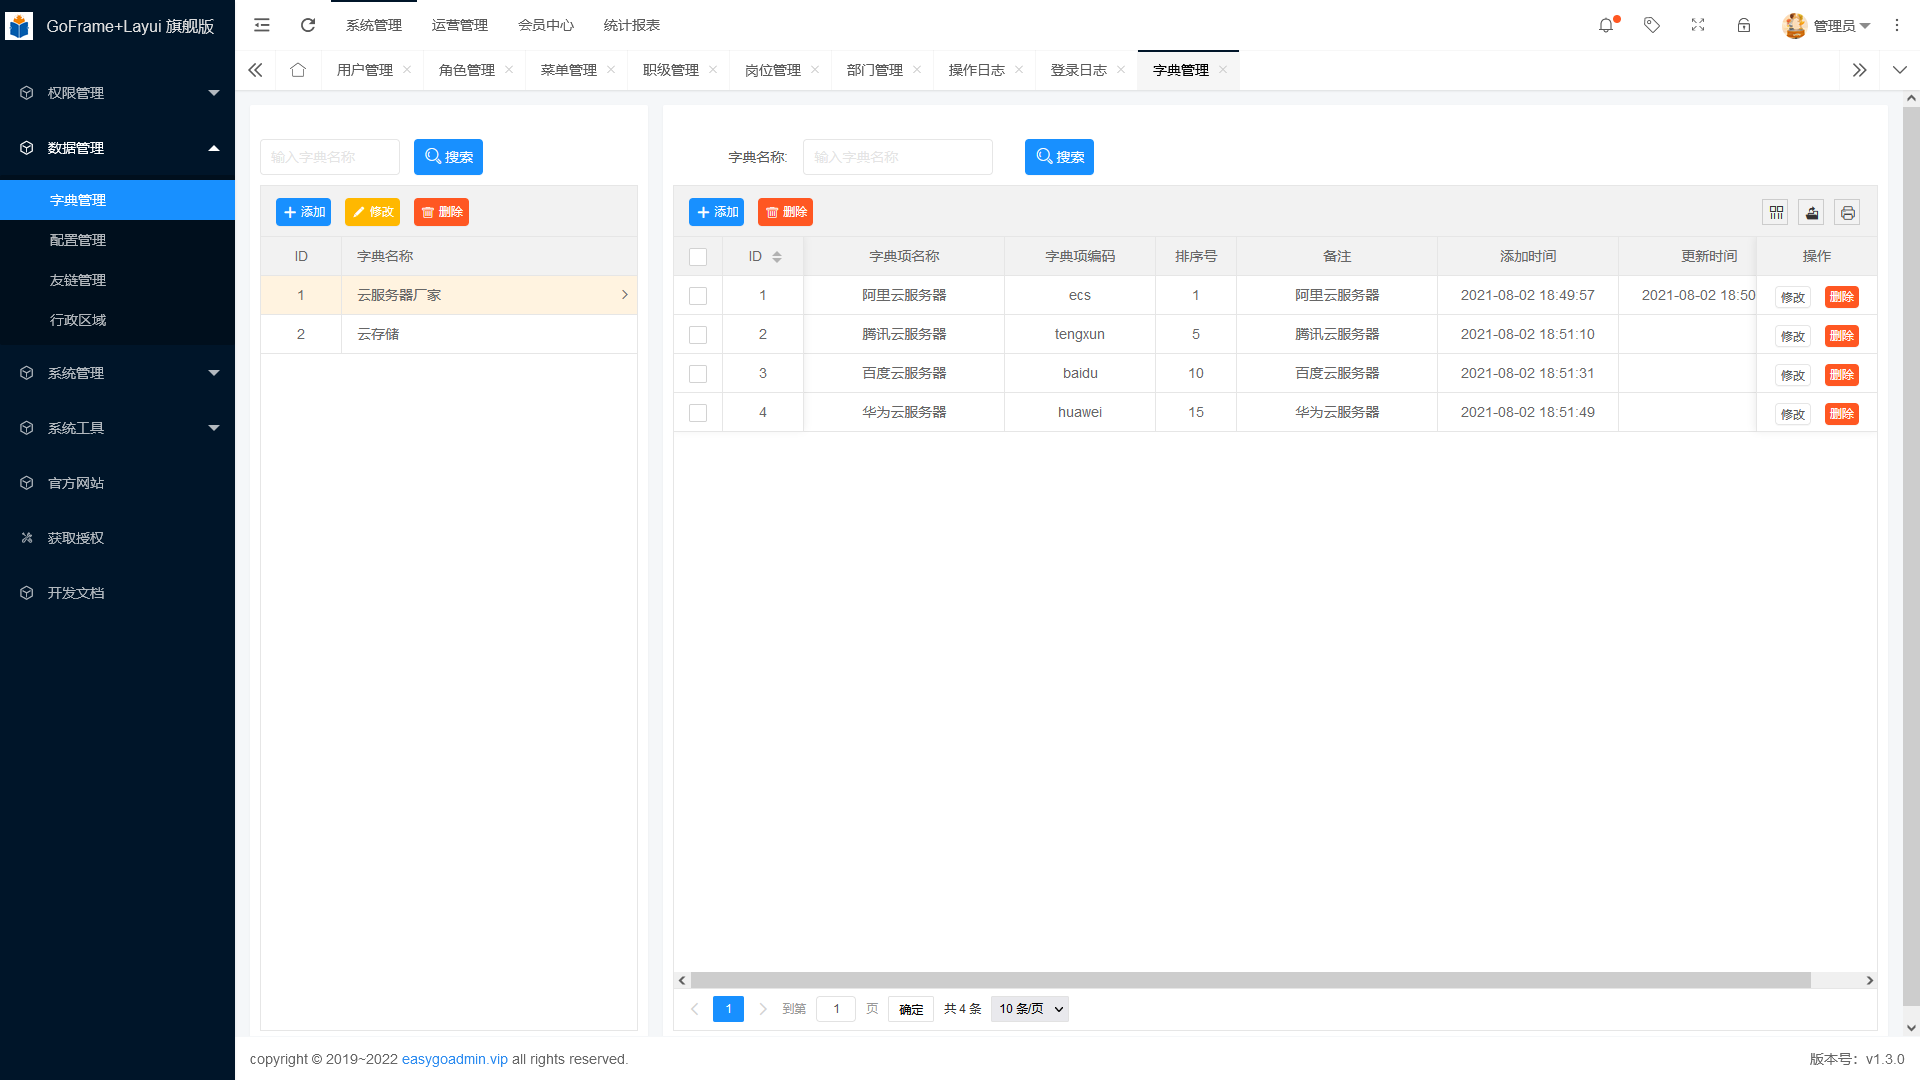 GoFrame+Layui 旗舰版
权限管理
数据管理
字典管理
配置管理
友链管理
行政区域
系统管理
系统工具
官方网站
获取授权
开发文档
系统管理 运营管理 会员中心 统计报表
管理员
用户管理 角色管理 菜单管理 职级管理 岗位管理 部门管理 操作日志 登录日志 字典管理
输入字典名称 搜索
添加 修改 删除
ID 字典名称
1 云服务器厂家
2 云存储
字典名称: 输入字典名称 搜索
添加 删除
ID 字典项名称 字典项编码 排序号 备注 添加时间 更新时间 操作
1 阿里云服务器 ecs 1 阿里云服务器 2021-08-02 18:49:57 2021-08-02 18:50 修改 删除
2 腾讯云服务器 tengxun 5 腾讯云服务器 2021-08-02 18:51:10 修改 删除
3 百度云服务器 baidu 10 百度云服务器 2021-08-02 18:51:31 修改 删除
4 华为云服务器 huawei 15 华为云服务器 2021-08-02 18:51:49 修改 删除
1 到第 1 页 确定 共 4 条 10 条/页
copyright © 2019~2022 easygoadmin.vip all rights reserved.
版本号：v1.3.0